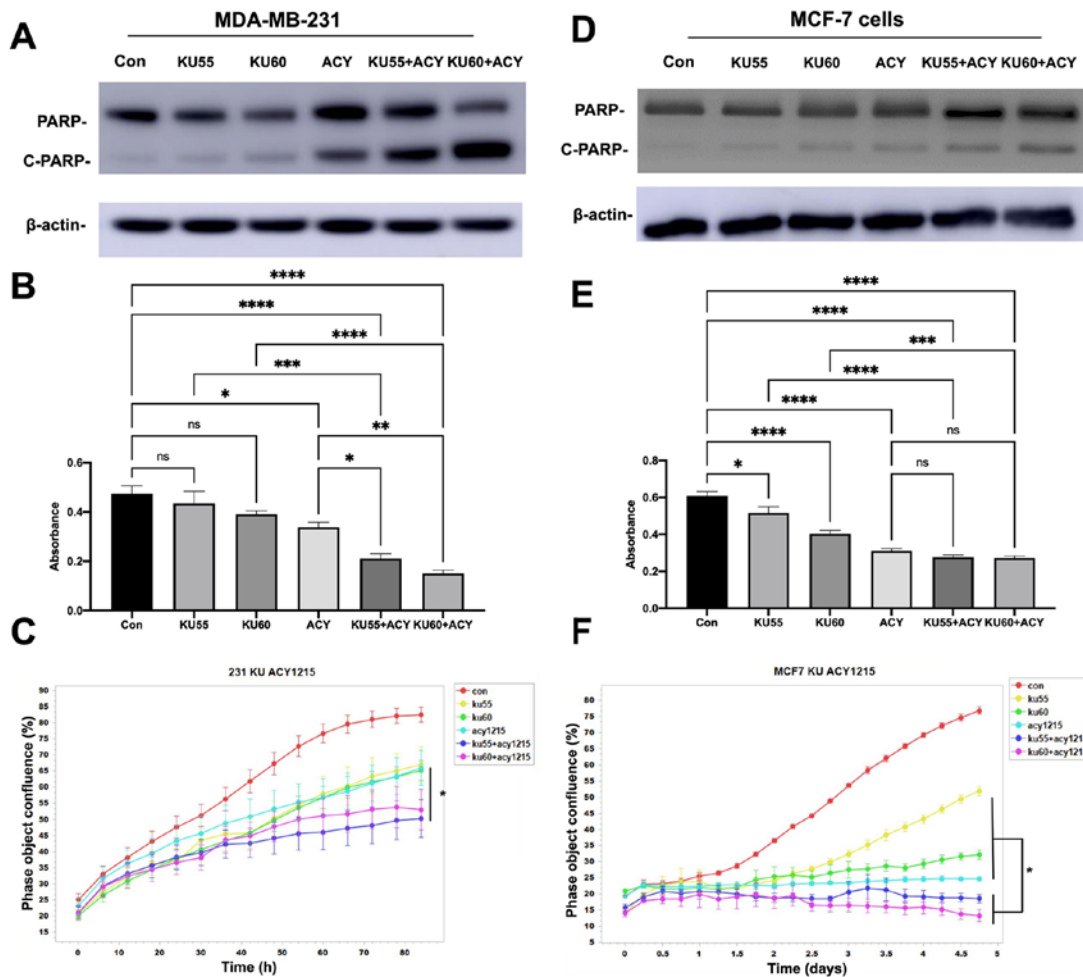 A
MDA-MB-231
Con KU55 KU60 ACY KU55+ACY KU60+ACY
PARP-
C-PARP-
β-actin-
B
****
****
****
***
*
**
ns
*
ns
0.6
0.4
0.2
0.0
Absorbance
Con KU55 KU60 ACY KU55+ACY KU60+ACY
C
231 KU ACY1215
con
ku55
ku60
acy1215
ku55+acy1215
ku60+acy1215
90
85
80
75
70
65
60
55
50
45
40
35
30
25
20
15
Phase object confluence (%)
*
0 10 20 30 40 50 60 70 80
Time (h)
D
MCF-7 cells
Con KU55 KU60 ACY KU55+ACY KU60+ACY
PARP-
C-PARP-
β-actin-
E
****
****
***
****
****
ns
****
ns
*
0.8
0.6
0.4
0.2
0.0
Absorbance
Con KU55 KU60 ACY KU55+ACY KU60+ACY
F
MCF7 KU ACY1215
con
ku55
ku60
acy1215
ku55+acy121
ku60+acy121
80
75
70
65
60
55
50
45
40
35
30
25
20
15
10
5
Phase object confluence (%)
*
0 0.5 1 1.5 2 2.5 3 3.5 4 4.5 5
Time (days)